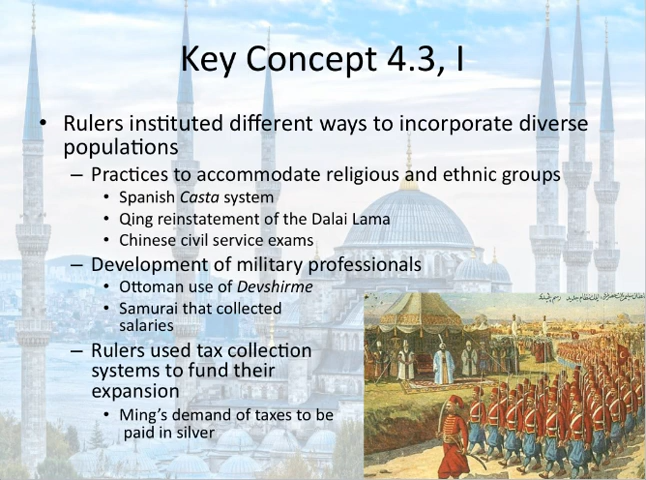 Key Concept 4.3, I
• Rulers instituted different ways to incorporate diverse
populations
– Practices to accommodate religious and ethnic groups
• Spanish Casta system
• Qing reinstatement of the Dalai Lama
• Chinese civil service exams
– Development of military professionals
• Ottoman use of Devshirme
• Samurai that collected
salaries
– Rulers used tax collection
systems to fund their
expansion
• Ming’s demand of taxes to be
paid in silver